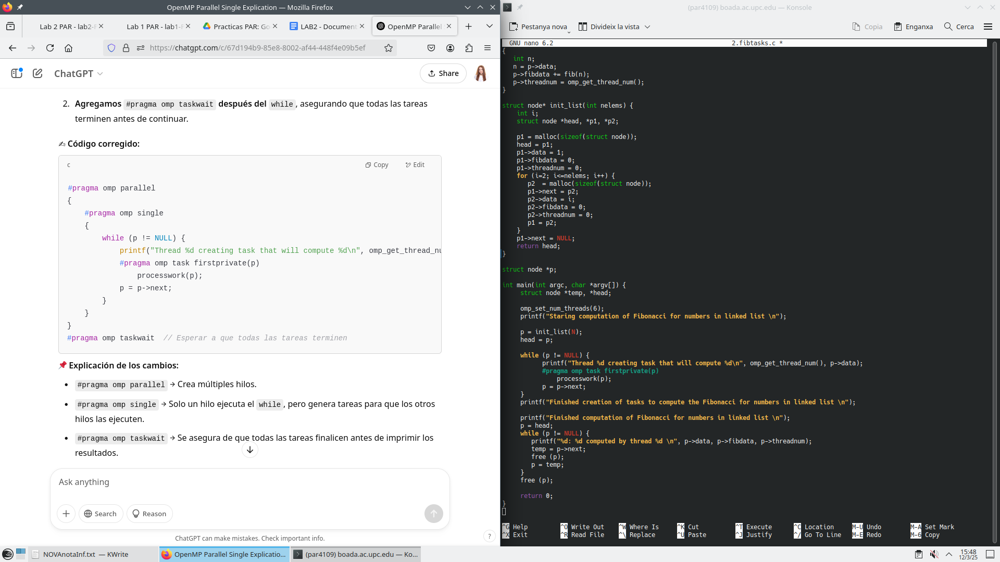 OpenMP Parallel Single Explication — Mozilla Firefox
Lab 2 PAR - lab2-
Lab 1 PAR - lab1-
Practicas PAR: Go
LAB2 - Document
OpenMP Parallel
https://chatgpt.com/c/67d194b9-85e8-8002-af44-448f4e09b5ef
ChatGPT
Share
2. Agregamos #pragma omp taskwait después del while, asegurando que todas las tareas
terminen antes de continuar.
✍ Código corregido:
c
Copy
Edit
#pragma omp parallel
{
    #pragma omp single
    {
        while (p != NULL) {
            printf("Thread %d creating task that will compute %d\n", omp_get_thread_nu
            #pragma omp task firstprivate(p)
                processwork(p);
            p = p->next;
        }
    }
}
#pragma omp taskwait  // Esperar a que todas las tareas terminen
📌 Explicación de los cambios:
• #pragma omp parallel → Crea múltiples hilos.
• #pragma omp single → Solo un hilo ejecuta el while, pero genera tareas para que los otros
hilos las ejecuten.
• #pragma omp taskwait → Se asegura de que todas las tareas finalicen antes de imprimir los
resultados.
Ask anything
Search
Reason
ChatGPT can make mistakes. Check important info.
?
(par4109) boada.ac.upc.edu — Konsole
Pestanya nova
Divideix la vista
Copia
Enganxa
Cerca
GNU nano 6.2
2.fibtasks.c *
{
   int n;
   n = p->data;
   p->fibdata += fib(n);
   p->threadnum = omp_get_thread_num();
}
struct node* init_list(int nelems) {
    int i;
    struct node *head, *p1, *p2;
    p1 = malloc(sizeof(struct node));
    head = p1;
    p1->data = 1;
    p1->fibdata = 0;
    p1->threadnum = 0;
    for (i=2; i<=nelems; i++) {
       p2  = malloc(sizeof(struct node));
       p1->next = p2;
       p2->data = i;
       p2->fibdata = 0;
       p2->threadnum = 0;
       p1 = p2;
    }
    p1->next = NULL;
    return head;
}
struct node *p;
int main(int argc, char *argv[]) {
     struct node *temp, *head;
     omp_set_num_threads(6);
     printf("Staring computation of Fibonacci for numbers in linked list \n");
     p = init_list(N);
     head = p;
     while (p != NULL) {
           printf("Thread %d creating task that will compute %d\n", omp_get_thread_num(), p->data);
           #pragma omp task firstprivate(p)
               processwork(p);
           p = p->next;
     }
     printf("Finished creation of tasks to compute the Fibonacci for numbers in linked list \n");
     printf("Finished computation of Fibonacci for numbers in linked list \n");
     p = head;
     while (p != NULL) {
        printf("%d: %d computed by thread %d \n", p->data, p->fibdata, p->threadnum);
        temp = p->next;
        free (p);
        p = temp;
     }
     free (p);
     return 0;
}
^G Help ^O Write Out ^W Where Is ^K Cut ^T Execute ^C Location M-U Undo M-A Set Mark
^X Exit ^R Read File ^\ Replace ^U Paste ^J Justify ^/ Go To Line M-E Redo M-6 Copy
NOVAnotaInf.txt — KWrite
OpenMP Parallel Single Explicatio...
(par4109) boada.ac.upc.edu — Ko...
15:48
12/3/25